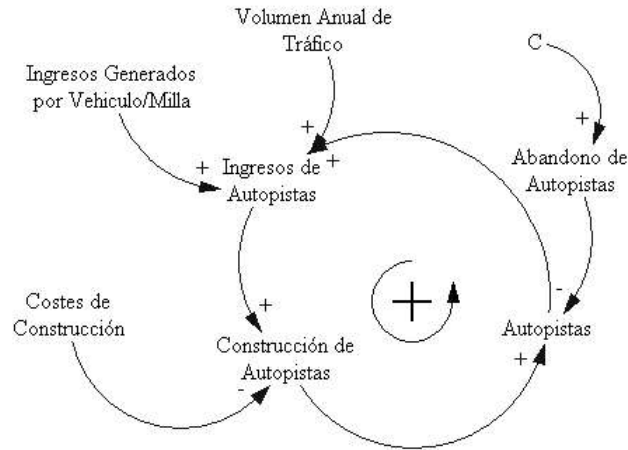 Volumen Anual de
Tráfico
C
Ingresos Generados
por Vehiculo/Milla
+
+
+
+
Ingresos de
Autopistas
Abandono de
Autopistas
+
-
Costes de
Construcción
+
Autopistas
Construcción de
Autopistas
+
-